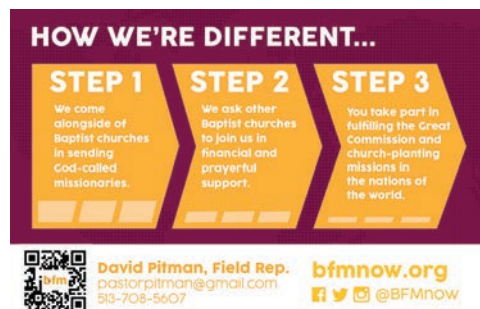 HOW WE'RE DIFFERENT...
STEP 1
We come
alongside of
Baptist churches
in sending
God-called
missionaries.
STEP 2
We ask other
Baptist churches
to join us in
financial and
prayerful
support.
STEP 3
You take part in
fulfilling the Great
Commission and
church-planting
missions in
the nations of
the world.
bfm
David Pitman, Field Rep.
pastorpitman@gmail.com
513-708-5607
bfmnow.org
@BFMnow